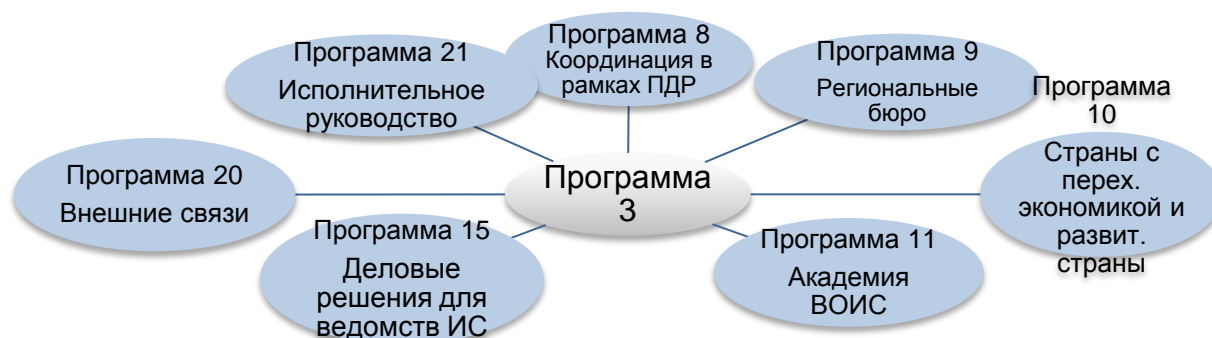 Программа 21
Исполнительное
руководство
Программа 8
Координация в
рамках ПДР
Программа 9
Региональные
бюро
Программа
10
Страны с
перех.
экономикой и
развит.
страны
Программа 20
Внешние связи
Программа
3
Программа 15
Деловые
решения для
ведомств ИС
Программа 11
Академия
ВОИС